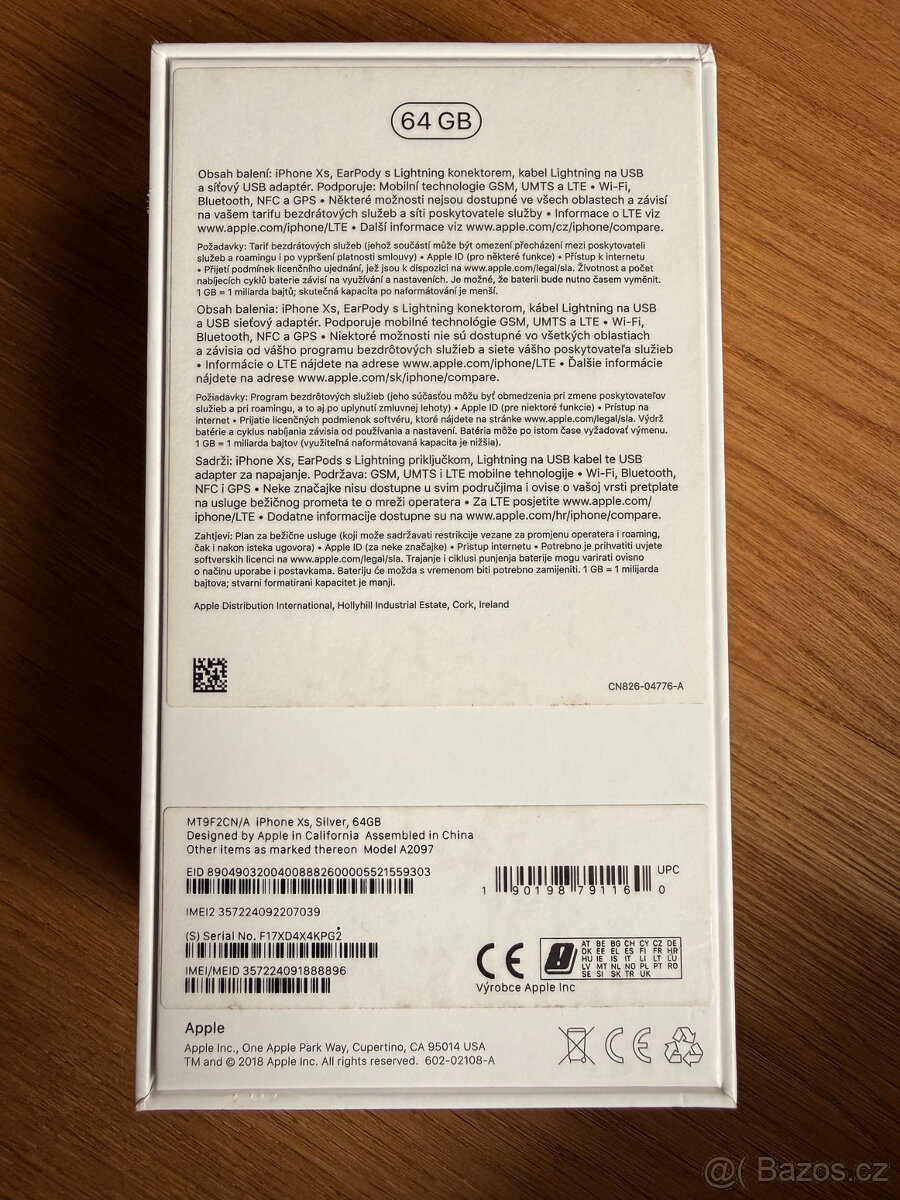 64 GB
Obsah balení: iPhone Xs, EarPody s Lightning konektorem, kabel Lightning na USB
a síťový USB adaptér. Podporuje: Mobilní technologie GSM, UMTS a LTE • Wi-Fi,
Bluetooth, NFC a GPS • Některé možnosti nejsou dostupné ve všech oblastech a závisí
na vašem tarifu bezdrátových služeb a síti poskytovatele služby • Informace o LTE viz
www.apple.com/iphone/LTE • Další informace viz www.apple.com/cz/iphone/compare.
Požadavky: Tarif bezdrátových služeb (jehož součástí může být omezení přecházení mezi poskytovateli
služeb a roamingu i po vypršení platnosti smlouvy) • Apple ID (pro některé funkce) • Přístup k internetu
• Přijetí podmínek licenčního ujednání, jež jsou k dispozici na www.apple.com/legal/sla. Životnost a počet
nabíjecích cyklů baterie závisí na využívání a nastaveních. Je možné, že baterii bude nutno časem vyměnit.
1 GB = 1 miliarda bajtů; skutečná kapacita po naformátování je menší.
Obsah balenia: iPhone Xs, EarPody s Lightning konektorom, kábel Lightning na USB
a USB sieťový adaptér. Podporuje mobilné technológie GSM, UMTS a LTE • Wi-Fi,
Bluetooth, NFC a GPS • Niektoré možnosti nie sú dostupné vo všetkých oblastiach
a závisia od vášho programu bezdrôtových služieb a siete vášho poskytovateľa služieb
• Informácie o LTE nájdete na adrese www.apple.com/iphone/LTE • Ďalšie informácie
nájdete na adrese www.apple.com/sk/iphone/compare.
Požiadavky: Program bezdrôtových služieb (jeho súčasťou môžu byť obmedzenia pri zmene poskytovateľov
služieb a pri roamingu, a to aj po uplynutí zmluvnej lehoty) • Apple ID (pre niektoré funkcie) • Prístup na
internet • Prijatie licenčných podmienok softvéru, ktoré nájdete na stránke www.apple.com/legal/sla. Výdrž
batérie a cyklus nabíjania závisia od používania a nastavení. Batéria môže po istom čase vyžadovať výmenu.
1 GB = 1 miliarda bajtov (využiteľná naformátovaná kapacita je nižšia).
Sadrži: iPhone Xs, EarPods s Lightning priključkom, Lightning na USB kabel te USB
adapter za napajanje. Podržava: GSM, UMTS i LTE mobilne tehnologije • Wi-Fi, Bluetooth,
NFC i GPS • Neke značajke nisu dostupne u svim područjima i ovise o vašoj vrsti pretplate
na usluge bežičnog prometa te o mreži operatera • Za LTE posjetite www.apple.com/
iphone/LTE • Dodatne informacije dostupne su na www.apple.com/hr/iphone/compare.
Zahtjevi: Plan za bežične usluge (koji može sadržavati restrikcije vezane za promjenu operatera i roaming,
čak i nakon isteka ugovora) • Apple ID (za neke značajke) • Pristup internetu • Potrebno je prihvatiti uvjete
softverskih licenci na www.apple.com/legal/sla. Trajanje i ciklusi punjenja baterije mogu varirati ovisno
o načinu uporabe i postavkama. Bateriju će možda s vremenom biti potrebno zamijeniti. 1 GB = 1 milijarda
bajtova; stvarni formatirani kapacitet je manji.
Apple Distribution International, Hollyhill Industrial Estate, Cork, Ireland
CN826-04776-A
MT9F2CN/A iPhone Xs, Silver, 64GB
Designed by Apple in California Assembled in China
Other items as marked thereon Model A2097
EID 89049032004008882600005521559303
UPC
1 90198 79116 0
IMEI2 357224092207039
(S) Serial No. F17XD4X4KPG2
IMEI/MEID 357224091888896
CE
AT BE BG CH CY CZ DE
DK EE EL ES FI FR HR
HU IE IS IT LI LT LU
LV MT NL NO PL PT RO
SE SI SK TR UK
Výrobce Apple Inc
Apple
Apple Inc., One Apple Park Way, Cupertino, CA 95014 USA
TM and © 2018 Apple Inc. All rights reserved. 602-02108-A
CE
@( Bazos.cz